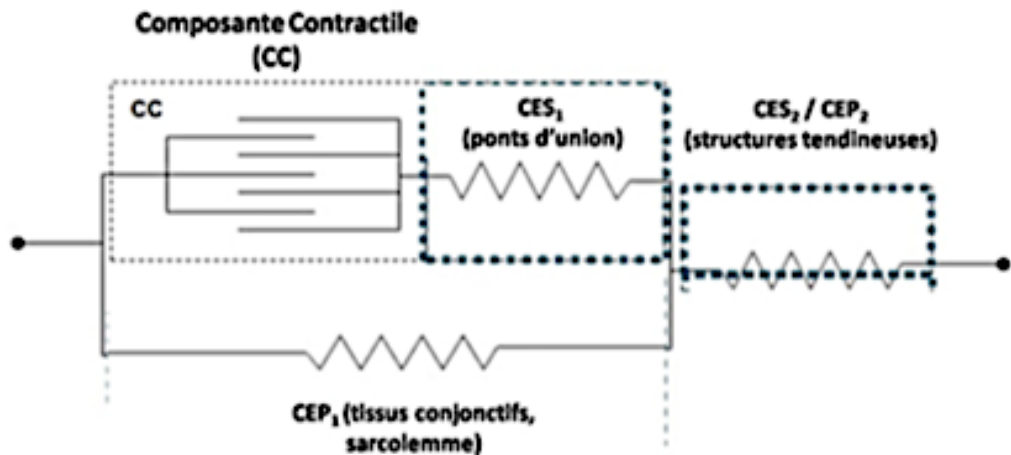 Composante Contractile
(CC)
CC
CES₁
(ponts d'union)
CES₂ / CEP₂
(structures tendineuses)
CEP₁ (tissus conjonctifs,
sarcolemme)